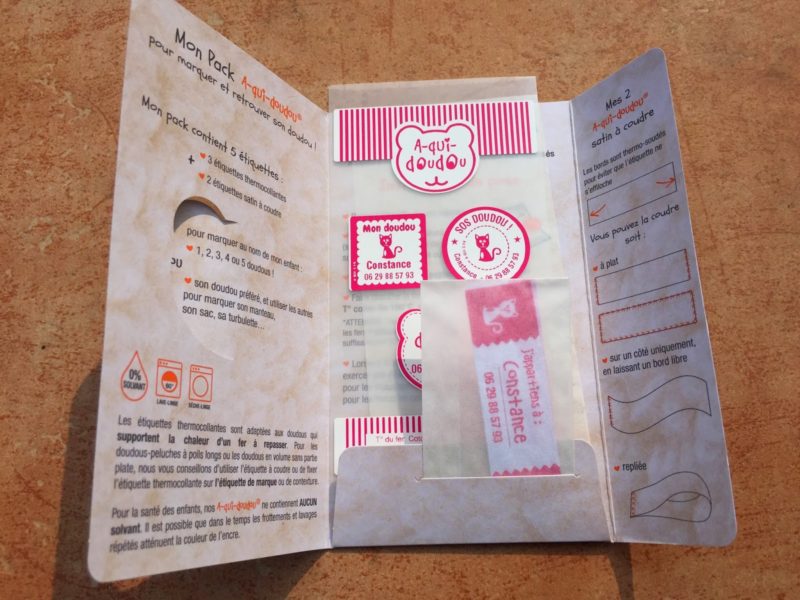 Mon Pack A-qui-doudou®
pour marquer et retrouver son doudou !
Mon pack contient 5 étiquettes :
♥ 3 étiquettes thermocollantes
+
♥ 2 étiquettes satin à coudre
pour marquer au nom de mon enfant :
♥ 1, 2, 3, 4 ou 5 doudous !
ou
♥ son doudou préféré, et utiliser les autres
pour marquer son manteau,
son sac, sa turbulette...
0%
SOLVANT
60°
LAVE-LINGE
SÈCHE-LINGE
Les étiquettes thermocollantes sont adaptées aux doudous qui
supportent la chaleur d'un fer à repasser. Pour les
doudous-peluches à poils longs ou les doudous en volume sans partie
plate, nous vous conseillons d'utiliser l'étiquette à coudre ou de fixer
l'étiquette thermocollante sur l'étiquette de marque ou de contexture.
Pour la santé des enfants, nos A-qui-doudou® ne contiennent AUCUN
solvant. Il est possible que dans le temps les frottements et lavages
répétés atténuent la couleur de l'encre.
A-qui-
doudou
Mon doudou
Constance
06 29 88 57 93
SOS DOUDOU !
Constance - 06 29 88 57 93
j'appartiens à :
Constance
06 29 88 57 93
T° du fer Coto
Mes 2
A-qui-doudou®
satin à coudre
Les bords sont thermo-soudés
pour éviter que l'étiquette ne
s'effiloche
Vous pouvez la coudre
soit :
♥ à plat
♥ sur un côté uniquement,
en laissant un bord libre
♥ repliée